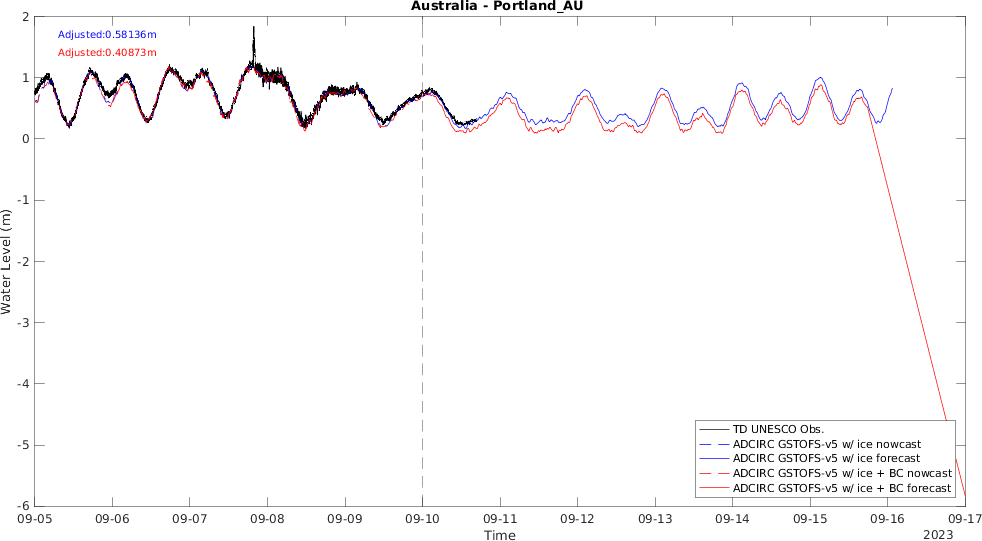 Australia - Portland_AU
Adjusted:0.58136m
Adjusted:0.40873m
2
1
0
-1
-2
-3
-4
-5
-6
Water Level (m)
TD UNESCO Obs.
ADCIRC GSTOFS-v5 w/ ice nowcast
ADCIRC GSTOFS-v5 w/ ice forecast
ADCIRC GSTOFS-v5 w/ ice + BC nowcast
ADCIRC GSTOFS-v5 w/ ice + BC forecast
09-05 09-06 09-07 09-08 09-09 09-10 09-11 09-12 09-13 09-14 09-15 09-16 09-17
Time
2023